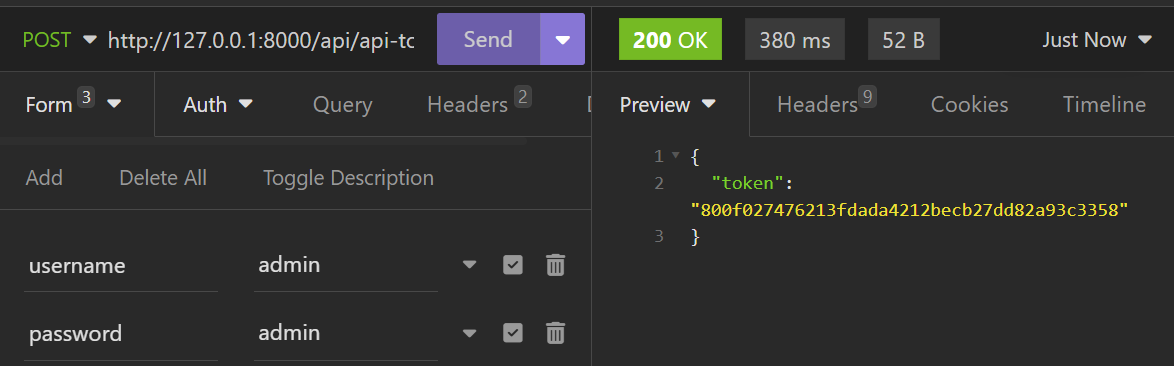 POST http://127.0.0.1:8000/api/api-to Send
200 OK 380 ms 52 B Just Now
Form 3 Auth Query Headers 2
Preview Headers 9 Cookies Timeline
Add Delete All Toggle Description
1 {
2 "token":
"800f027476213fdada4212becb27dd82a93c3358"
3 }
username admin
password admin